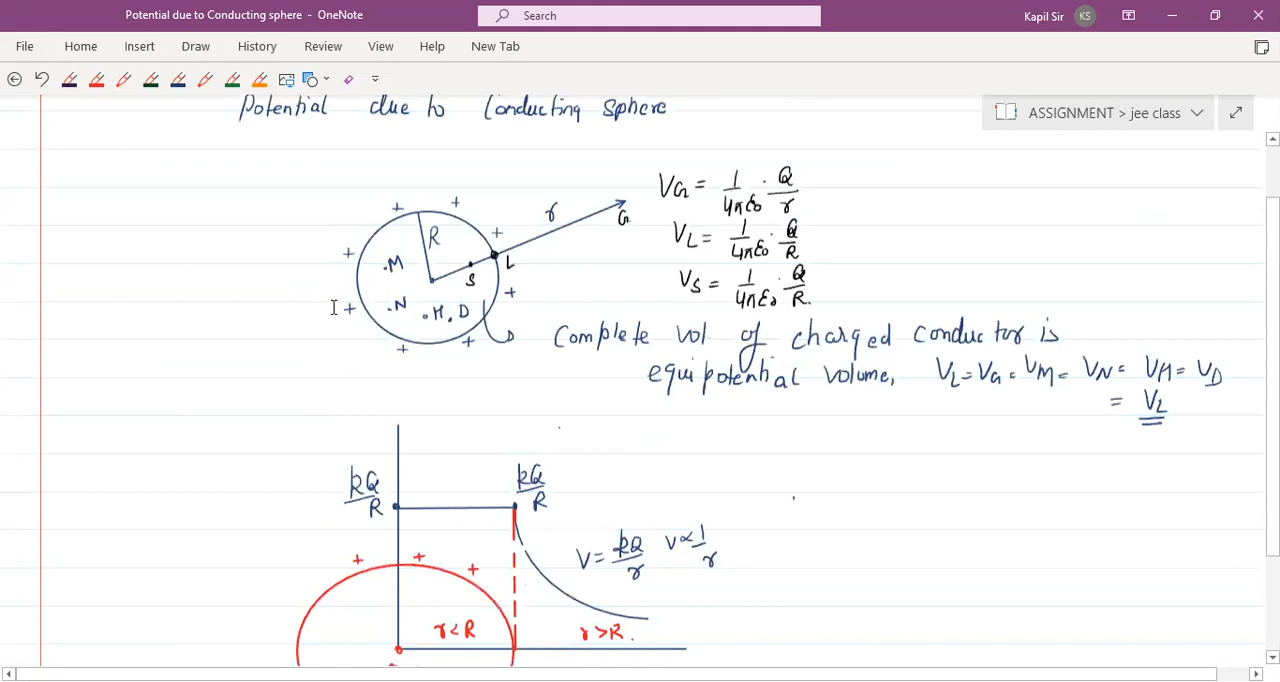 Potential due to Conducting sphere - OneNote
Search
Kapil Sir
KS
File Home Insert Draw History Review View Help New Tab
ASSIGNMENT > jee class
Potential due to Conducting sphere
+ + + + + + + +
R
r
G
L
S
.M
.N
.H .D
VG = 1/4πε0 · Q/r
VL = 1/4πε0 · Q/R
VS = 1/4πε0 · Q/R.
Complete vol of charged conductor is
equipotential volume, VL = VG = VM = VN = VH = VD
= VL
kQ/R
kQ/R
V = kQ/r V ∝ 1/r
+ + +
r<R
r>R.